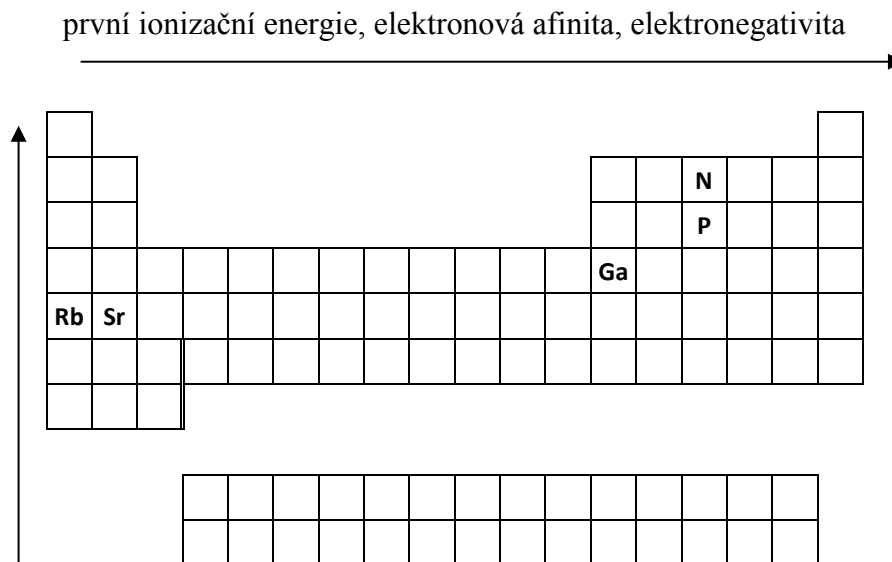 první ionizační energie, elektronová afinita, elektronegativita
N
P
Ga
Rb Sr